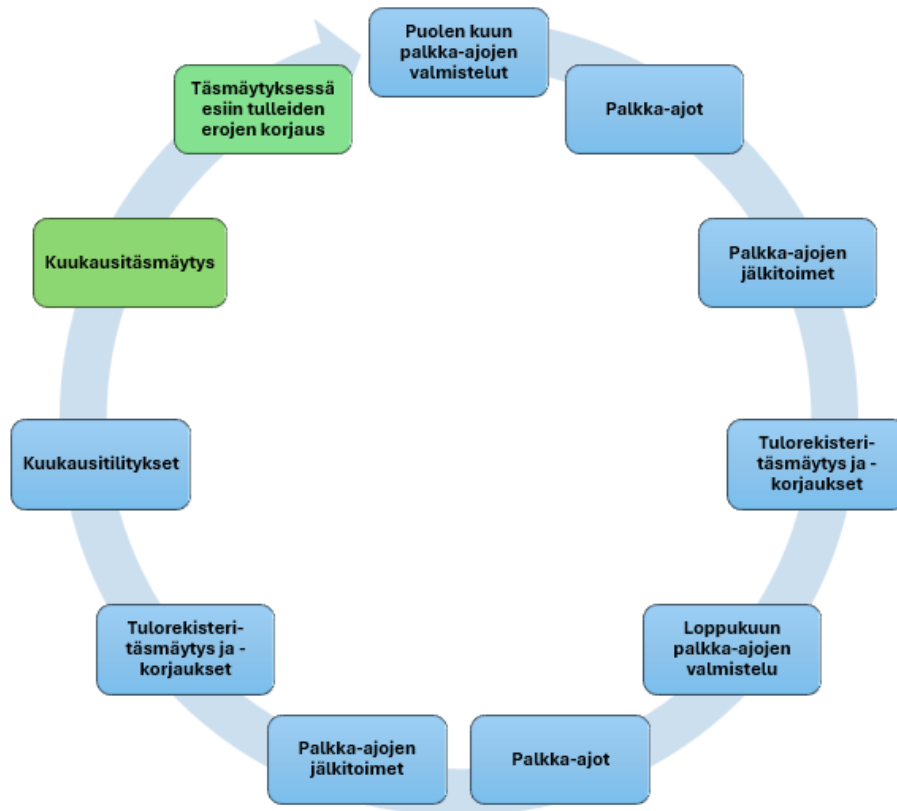 Puolen kuun
palkka-ajojen
valmistelut
Palkka-ajot
Palkka-ajojen
jälkitoimet
Tulorekisteri-
täsmäytys ja -
korjaukset
Loppukuun
palkka-ajojen
valmistelu
Palkka-ajot
Palkka-ajojen
jälkitoimet
Tulorekisteri-
täsmäytys ja -
korjaukset
Kuukausitilitykset
Kuukausitäsmäytys
Täsmäytyksessä
esiin tulleiden
erojen korjaus